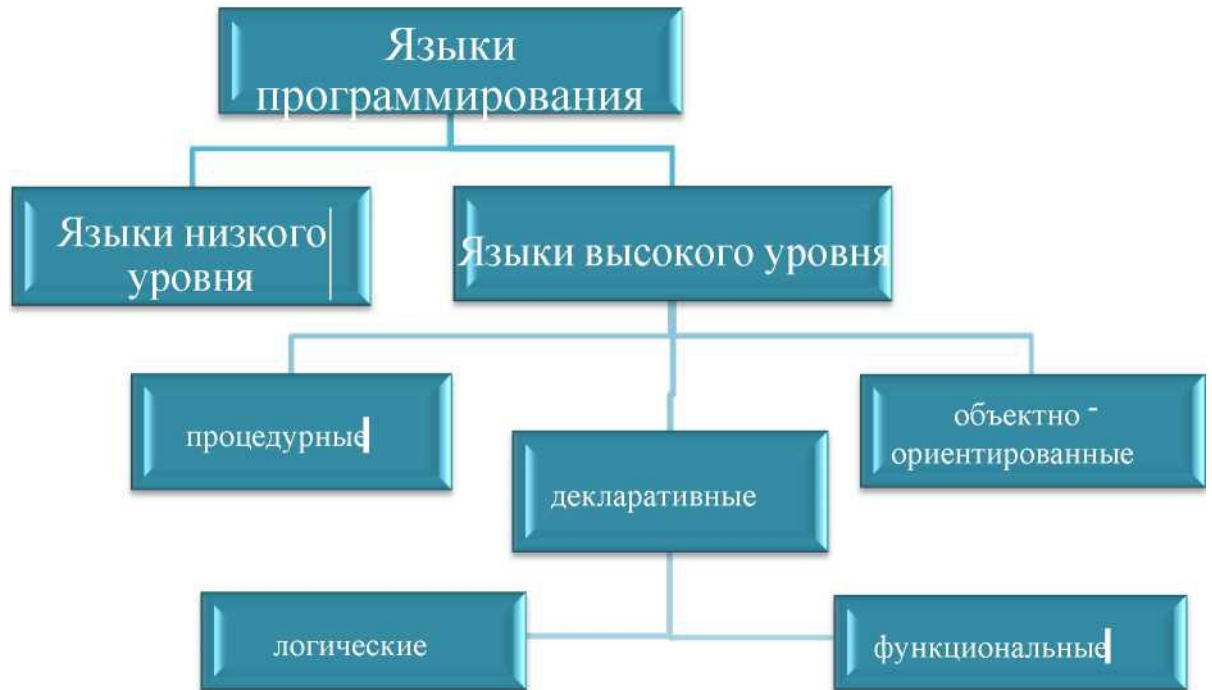 Языки
программирования
Языки низкого
уровня
Языки высокого уровня
процедурные
объектно -
ориентированные
декларативные
логические
функциональные